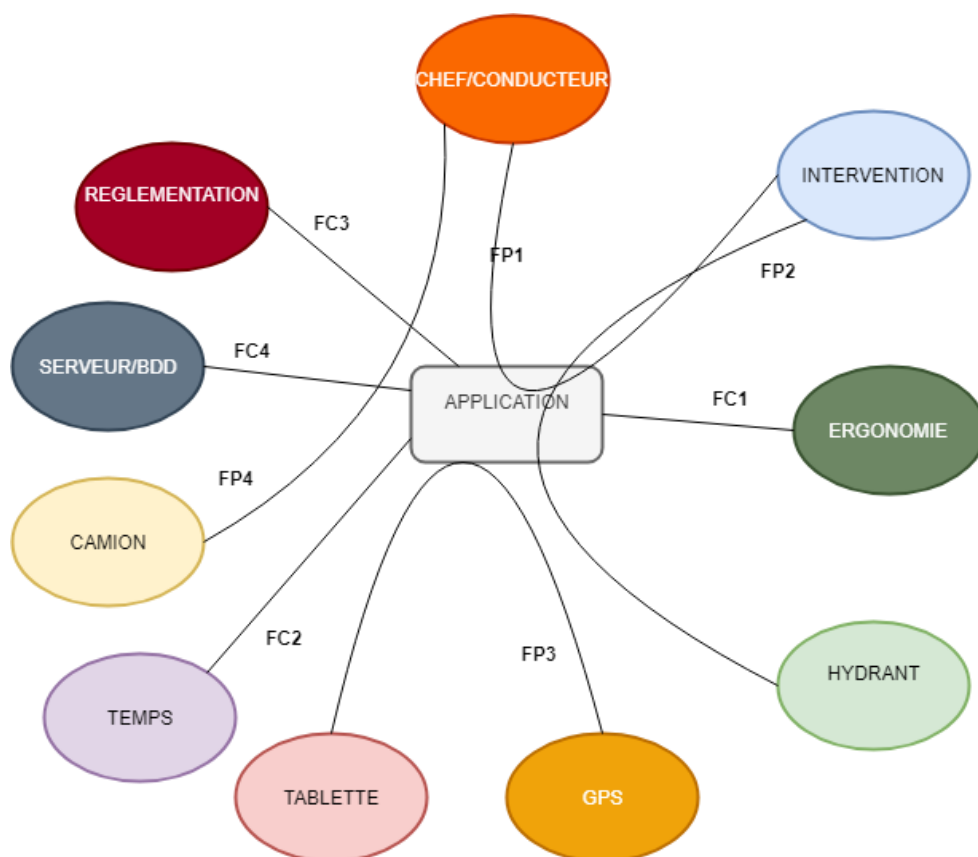 CHEF/CONDUCTEUR
INTERVENTION
REGLEMENTATION
FC3
FP1
FP2
SERVEUR/BDD
FC4
APPLICATION
FC1
ERGONOMIE
FP4
CAMION
FC2
FP3
HYDRANT
TEMPS
TABLETTE
GPS